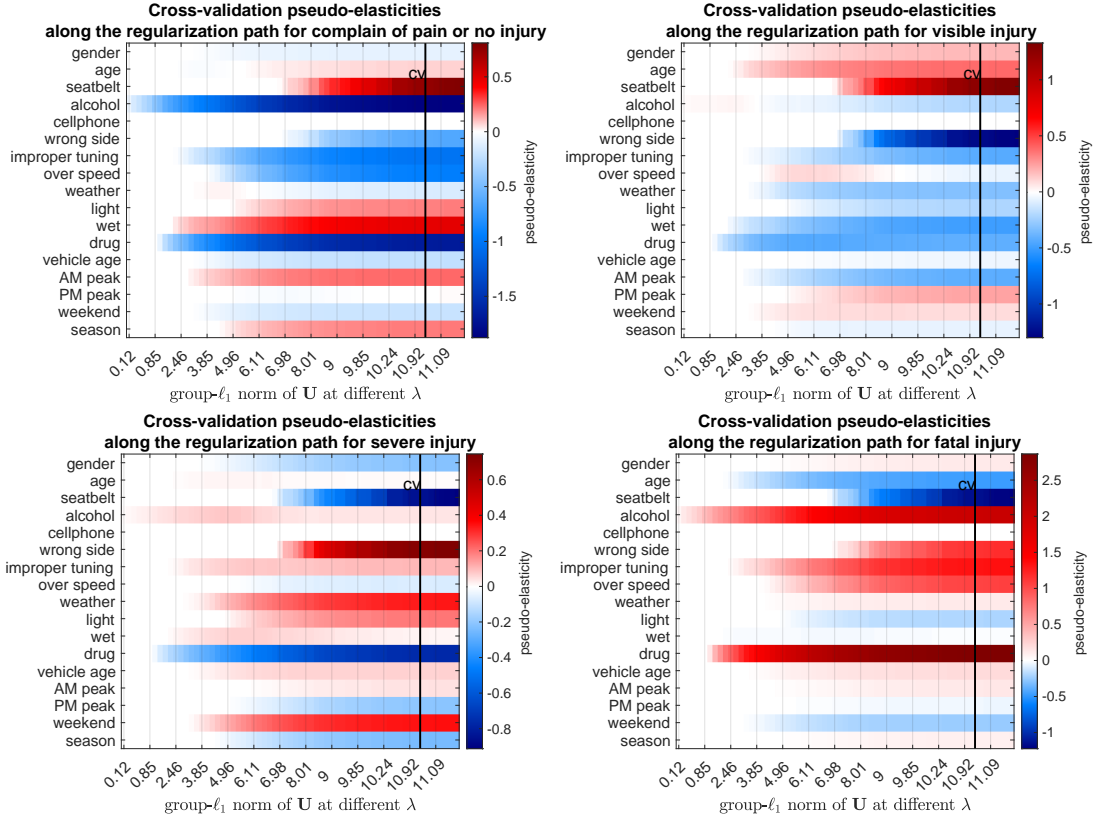 Cross-validation pseudo-elasticities
along the regularization path for complain of pain or no injury
gender
age
seatbelt
alcohol
cellphone
wrong side
improper tuning
over speed
weather
light
wet
drug
vehicle age
AM peak
PM peak
weekend
season
cv
0.12 0.85 2.46 3.85 4.96 6.11 6.98 8.01 9 9.85 10.24 10.92 11.09
group-ℓ₁ norm of U at different λ
0.5
0
-0.5
-1
-1.5
pseudo-elasticity
Cross-validation pseudo-elasticities
along the regularization path for visible injury
gender
age
seatbelt
alcohol
cellphone
wrong side
improper tuning
over speed
weather
light
wet
drug
vehicle age
AM peak
PM peak
weekend
season
cv
0.12 0.85 2.46 3.85 4.96 6.11 6.98 8.01 9 9.85 10.24 10.92 11.09
group-ℓ₁ norm of U at different λ
1
0.5
0
-0.5
-1
pseudo-elasticity
Cross-validation pseudo-elasticities
along the regularization path for severe injury
gender
age
seatbelt
alcohol
cellphone
wrong side
improper tuning
over speed
weather
light
wet
drug
vehicle age
AM peak
PM peak
weekend
season
cv
0.12 0.85 2.46 3.85 4.96 6.11 6.98 8.01 9 9.85 10.24 10.92 11.09
group-ℓ₁ norm of U at different λ
0.6
0.4
0.2
0
-0.2
-0.4
-0.6
-0.8
pseudo-elasticity
Cross-validation pseudo-elasticities
along the regularization path for fatal injury
gender
age
seatbelt
alcohol
cellphone
wrong side
improper tuning
over speed
weather
light
wet
drug
vehicle age
AM peak
PM peak
weekend
season
cv
0.12 0.85 2.46 3.85 4.96 6.11 6.98 8.01 9 9.85 10.24 10.92 11.09
group-ℓ₁ norm of U at different λ
2.5
2
1.5
1
0.5
0
-0.5
-1
pseudo-elasticity